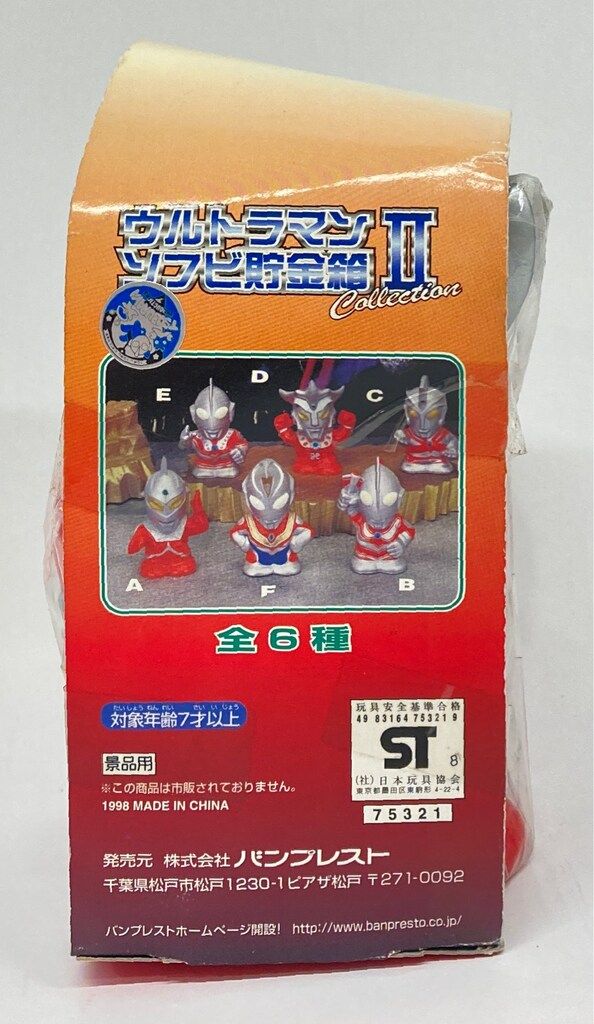 ウルトラマン
ソフビ貯金箱 II
Collection
E
D
C
A
F
B
全6種
たいしょう ねん れい さい い じょう
対象年齢7才以上
玩具安全基準合格
49 83164 75321 9
ST
8
(社)日本玩具協会
東京都墨田区東駒形 4-22-4
75321
景品用
※この商品は市販されておりません。
1998 MADE IN CHINA
発売元 株式会社 バンプレスト
千葉県松戸市松戸1230-1ピアザ松戸 〒271-0092
バンプレストホームページ開設! http://www.banpresto.co.jp/